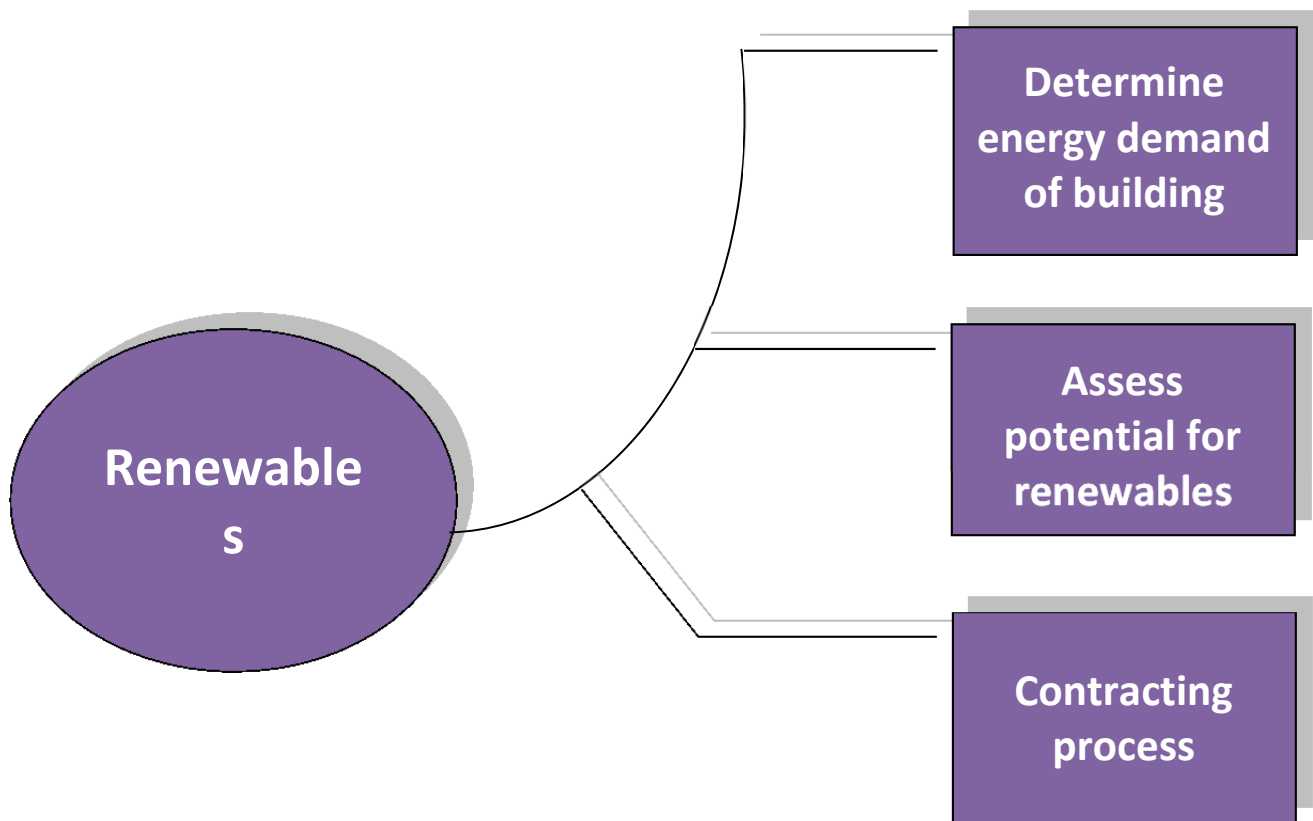 Determine
energy demand
of building
Renewable
s
Assess
potential for
renewables
Contracting
process